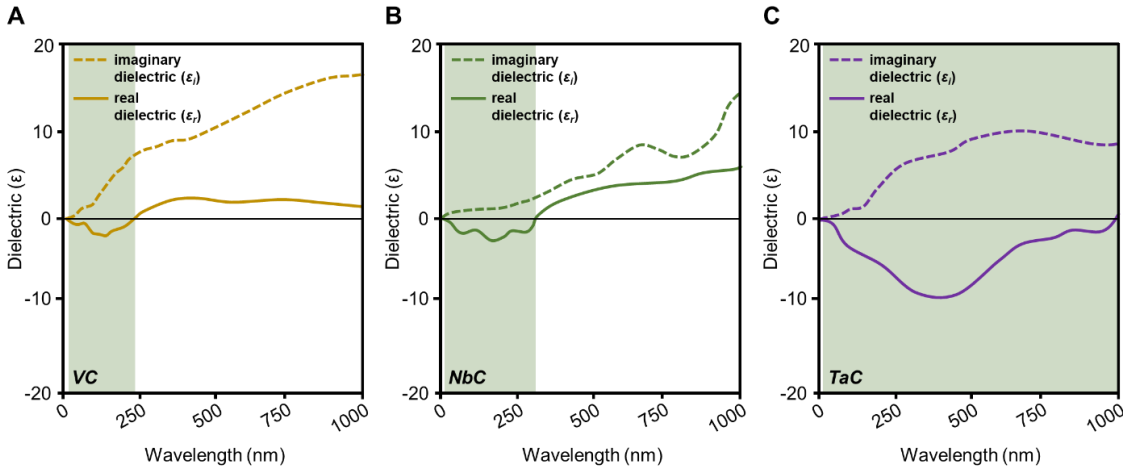 A
Dielectric (ε)
20
10
0
-10
-20
imaginary
dielectric (εi)
real
dielectric (εr)
VC
0
250
500
750
1000
Wavelength (nm)
B
Dielectric (ε)
20
10
0
-10
-20
imaginary
dielectric (εi)
real
dielectric (εr)
NbC
0
250
500
750
1000
Wavelength (nm)
C
Dielectric (ε)
20
10
0
-10
-20
imaginary
dielectric (εi)
real
dielectric (εr)
TaC
0
250
500
750
1000
Wavelength (nm)